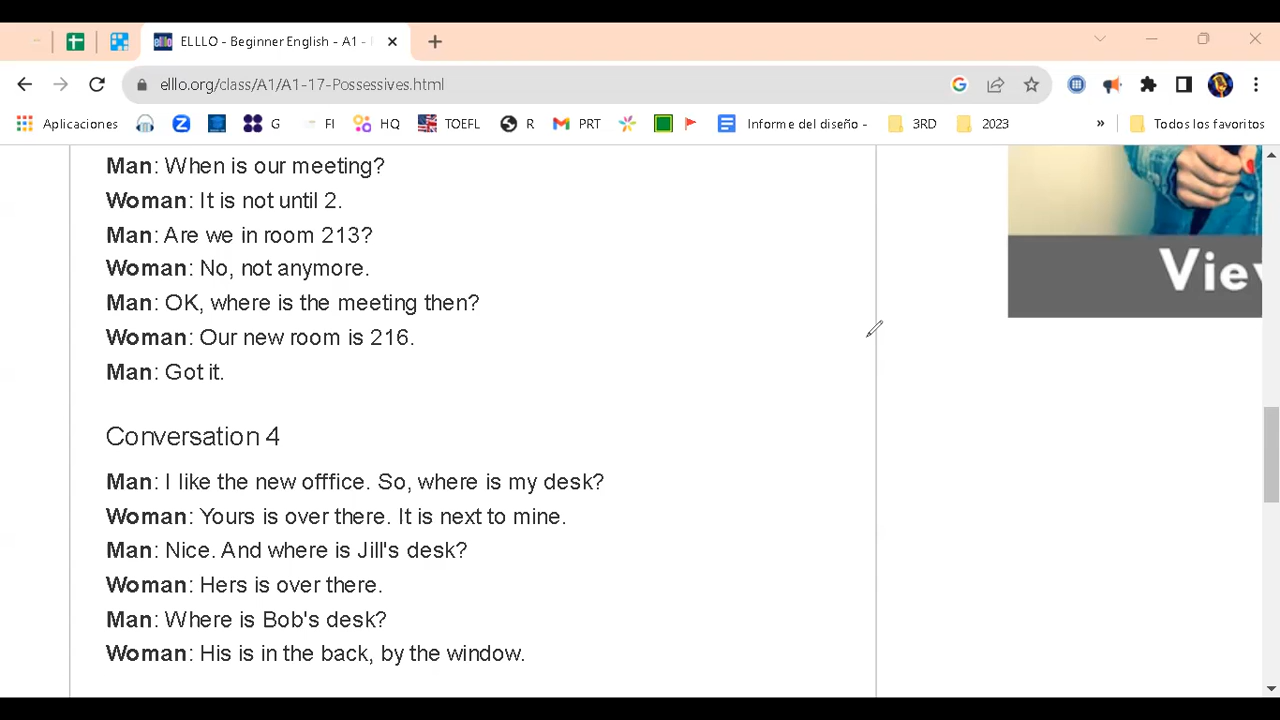 ELLLO - Beginner English - A1 -
elllo.org/class/A1/A1-17-Possessives.html
Aplicaciones G FI HQ TOEFL R PRT Informe del diseño - 3RD 2023 » Todos los favoritos
Man: When is our meeting?
Woman: It is not until 2.
Man: Are we in room 213?
Woman: No, not anymore.
Man: OK, where is the meeting then?
Woman: Our new room is 216.
Man: Got it.
Conversation 4
Man: I like the new offfice. So, where is my desk?
Woman: Yours is over there. It is next to mine.
Man: Nice. And where is Jill's desk?
Woman: Hers is over there.
Man: Where is Bob's desk?
Woman: His is in the back, by the window.